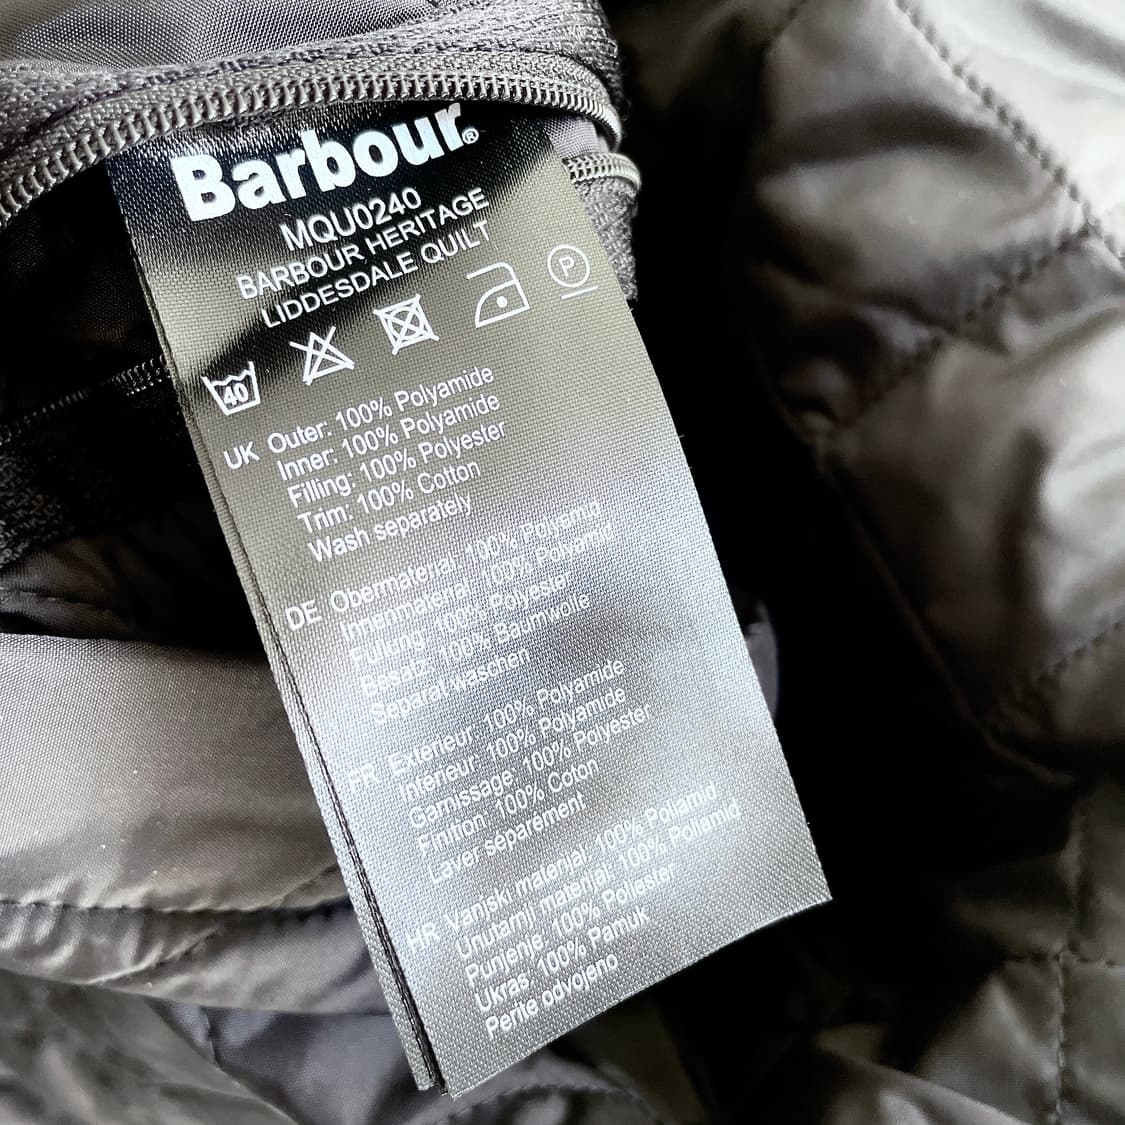 Barbour®
MQU0240
BARBOUR HERITAGE
LIDDESDALE QUILT
40 P
UK Outer: 100% Polyamide
Inner: 100% Polyamide
Filling: 100% Polyester
Trim: 100% Cotton
Wash separately
DE Obermaterial: 100% Polyamid
Innenmaterial: 100% Polyamid
Füllung: 100% Polyester
Besatz: 100% Baumwolle
Separat waschen
FR Extérieur: 100% Polyamide
Intérieur: 100% Polyamide
Garnissage: 100% Polyester
Finition: 100% Coton
Laver séparément
HR Vanjski materijal: 100% Poliamid
Unutarnji materijal: 100% Poliamid
Punjenje: 100% Poliester
Ukras: 100% Pamuk
Perite odvojeno